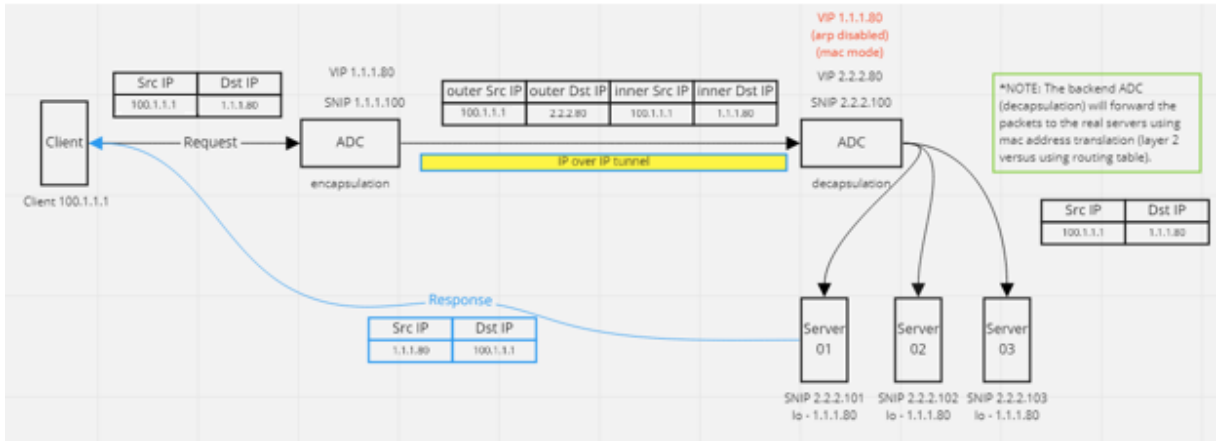 VIP 1.1.1.80
(arp disabled)
(mac mode)
VIP 1.1.1.80
VIP 2.2.2.80
Src IP Dst IP
100.1.1.1 1.1.1.80
SNIP 1.1.1.100
outer Src IP outer Dst IP inner Src IP inner Dst IP
100.1.1.1 2.2.2.80 100.1.1.1 1.1.1.80
SNIP 2.2.2.100
*NOTE: The backend ADC
(decapsulation) will forward the
packets to the real servers using
mac address translation (layer 2
versus using routing table).
Client
Request
ADC
IP over IP tunnel
ADC
encapsulation
decapsulation
Client 100.1.1.1
Src IP Dst IP
100.1.1.1 1.1.1.80
Response
Src IP Dst IP
1.1.1.80 100.1.1.1
Server
01
Server
02
Server
03
SNIP 2.2.2.101
lo - 1.1.1.80
SNIP 2.2.2.102
lo - 1.1.1.80
SNIP 2.2.2.103
lo - 1.1.1.80